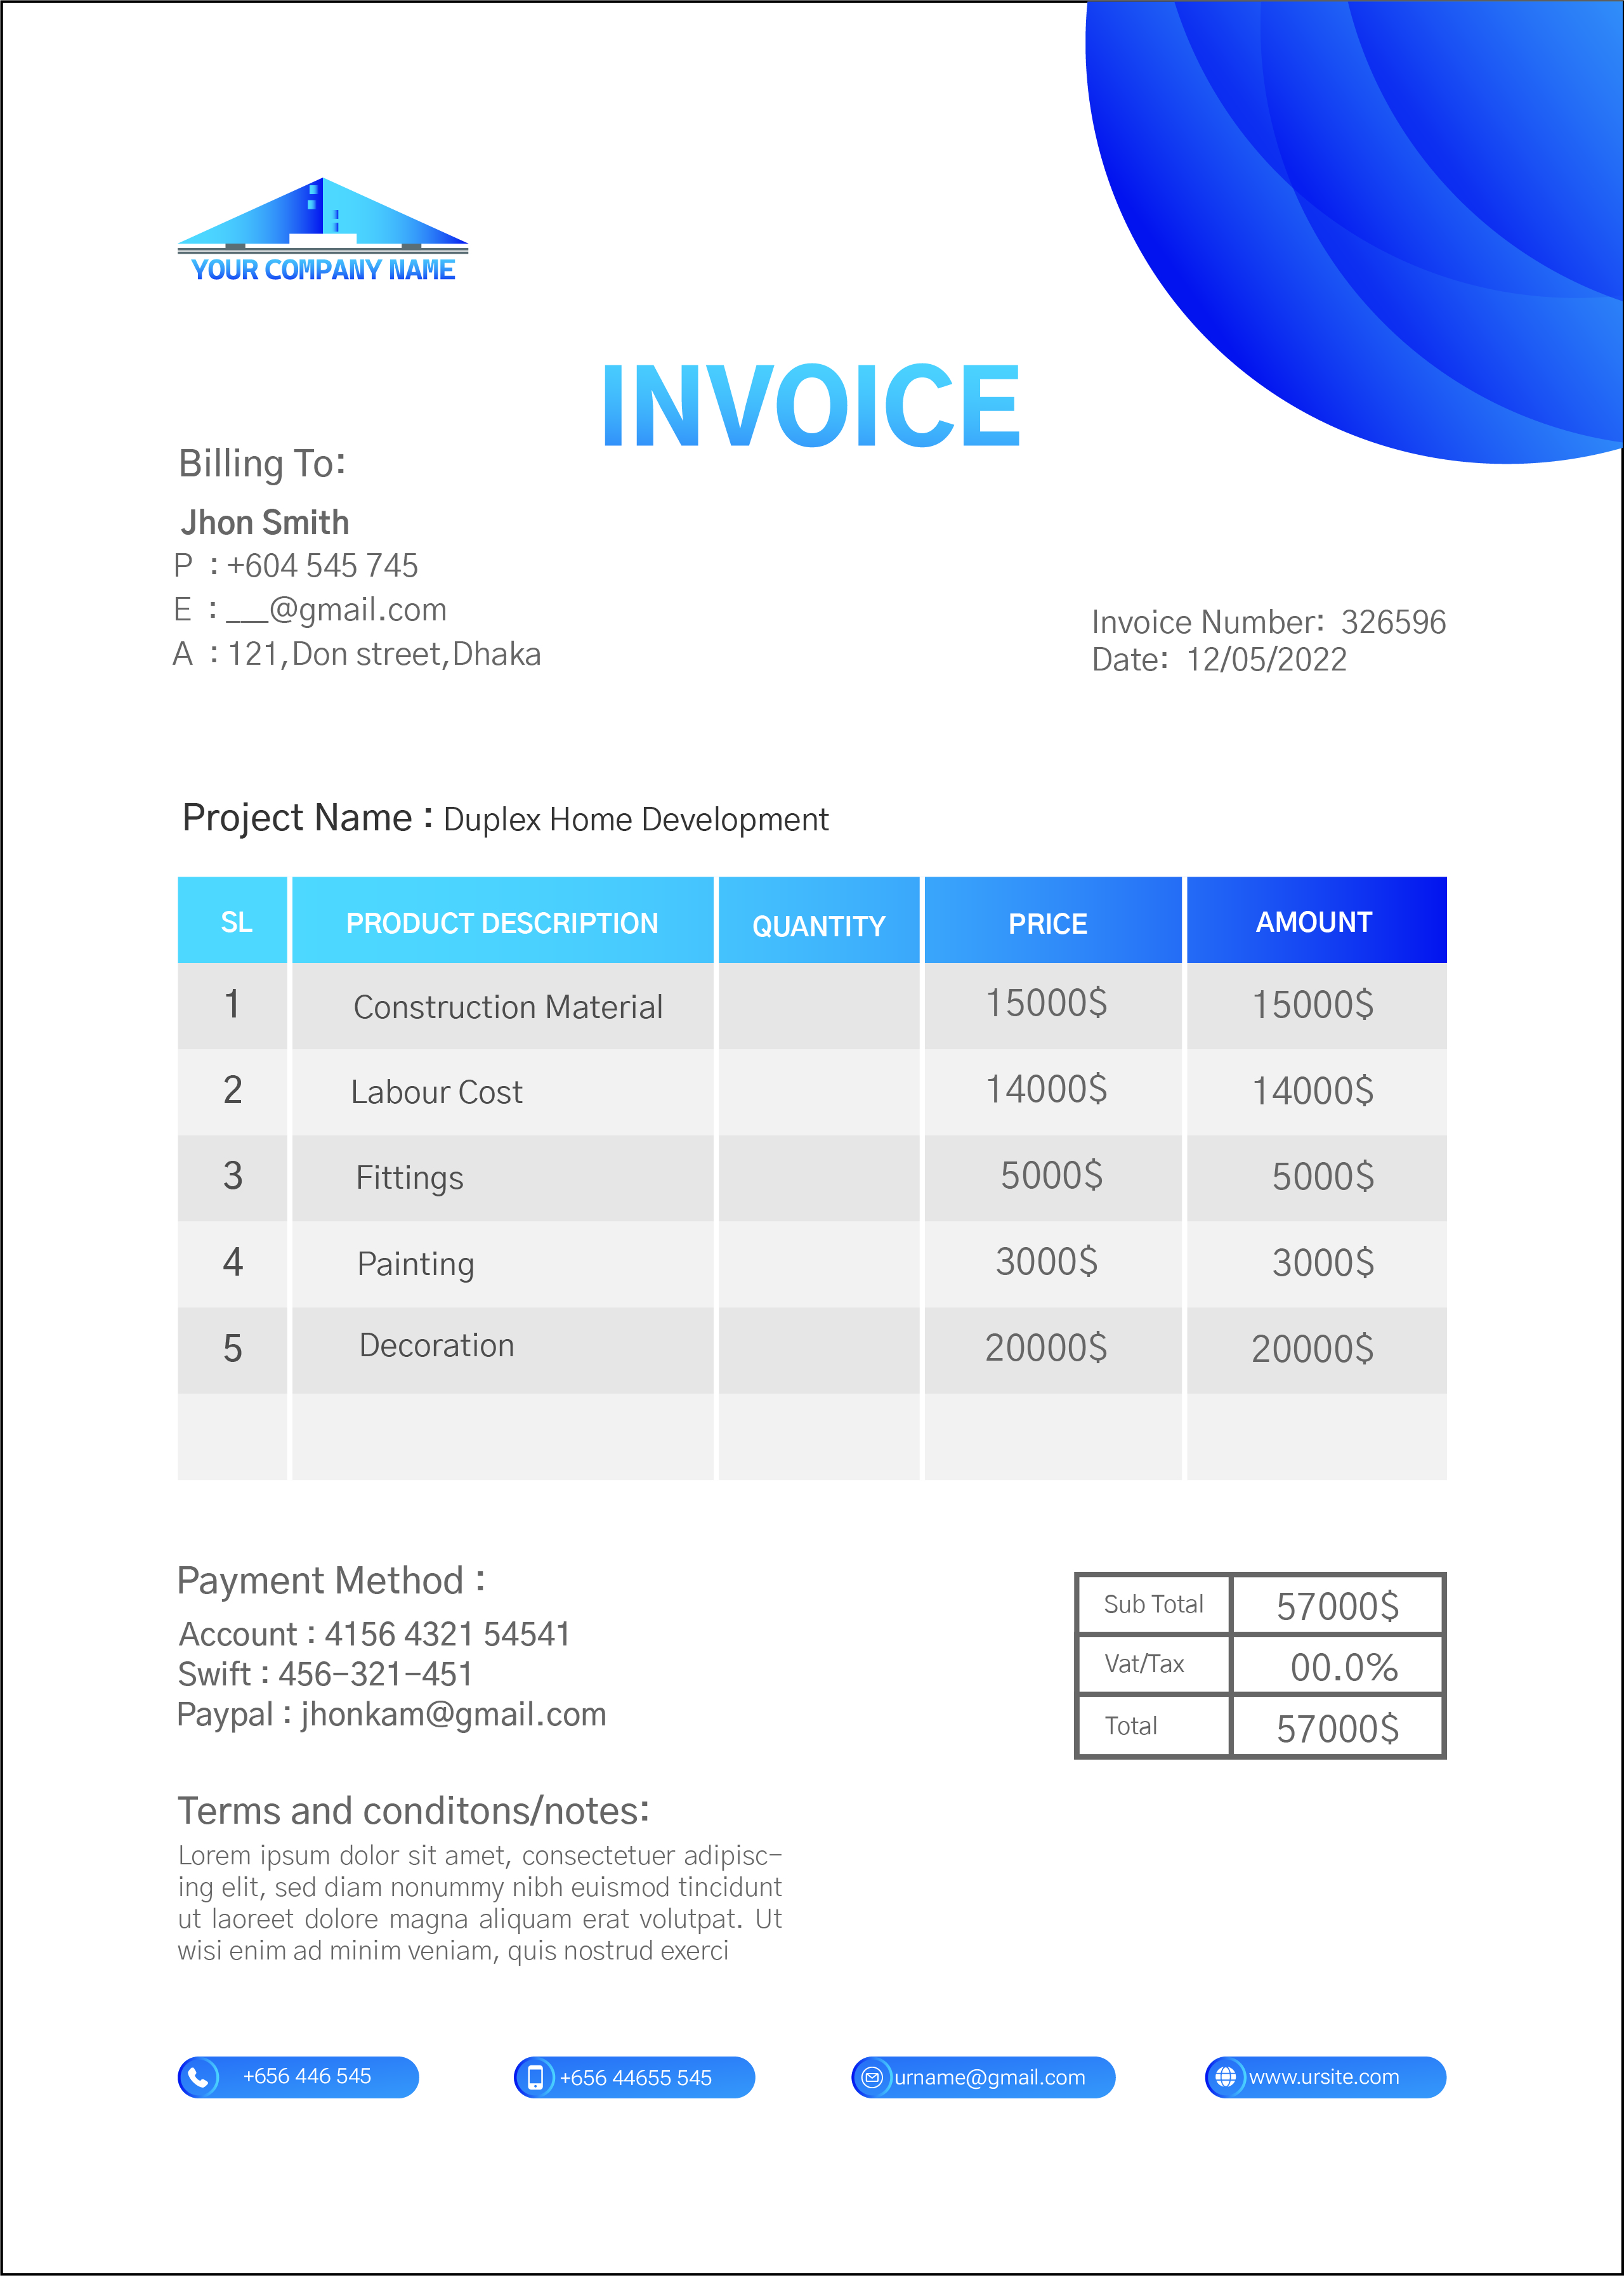 YOUR COMPANY NAME
INVOICE
Billing To:
Jhon Smith
P : +604 545 745
E : ___@gmail.com
A : 121,Don street,Dhaka
Invoice Number: 326596
Date: 12/05/2022
Project Name : Duplex Home Development
SL PRODUCT DESCRIPTION QUANTITY PRICE AMOUNT
1 Construction Material 15000$ 15000$
2 Labour Cost 14000$ 14000$
3 Fittings 5000$ 5000$
4 Painting 3000$ 3000$
5 Decoration 20000$ 20000$
Payment Method :
Account : 4156 4321 54541
Swift : 456-321-451
Paypal : jhonkam@gmail.com
Sub Total 57000$
Vat/Tax 00.0%
Total 57000$
Terms and conditons/notes:
Lorem ipsum dolor sit amet, consectetuer adipisc-
ing elit, sed diam nonummy nibh euismod tincidunt
ut laoreet dolore magna aliquam erat volutpat. Ut
wisi enim ad minim veniam, quis nostrud exerci
+656 446 545 +656 44655 545 urname@gmail.com www.ursite.com